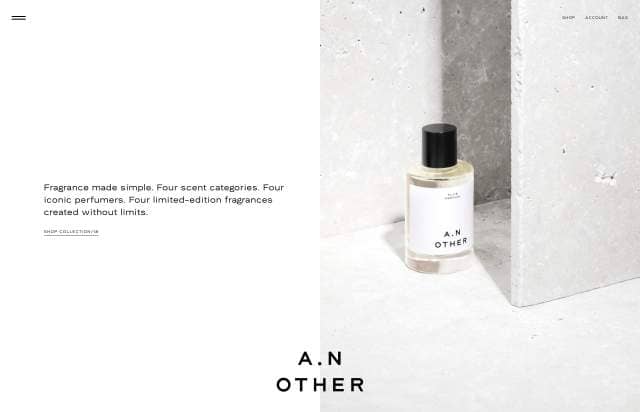 SHOP ACCOUNT BAG
Fragrance made simple. Four scent categories. Four
iconic perfumers. Four limited-edition fragrances
created without limits.
SHOP COLLECTION/18
A.N
OTHER
A.N
OTHER